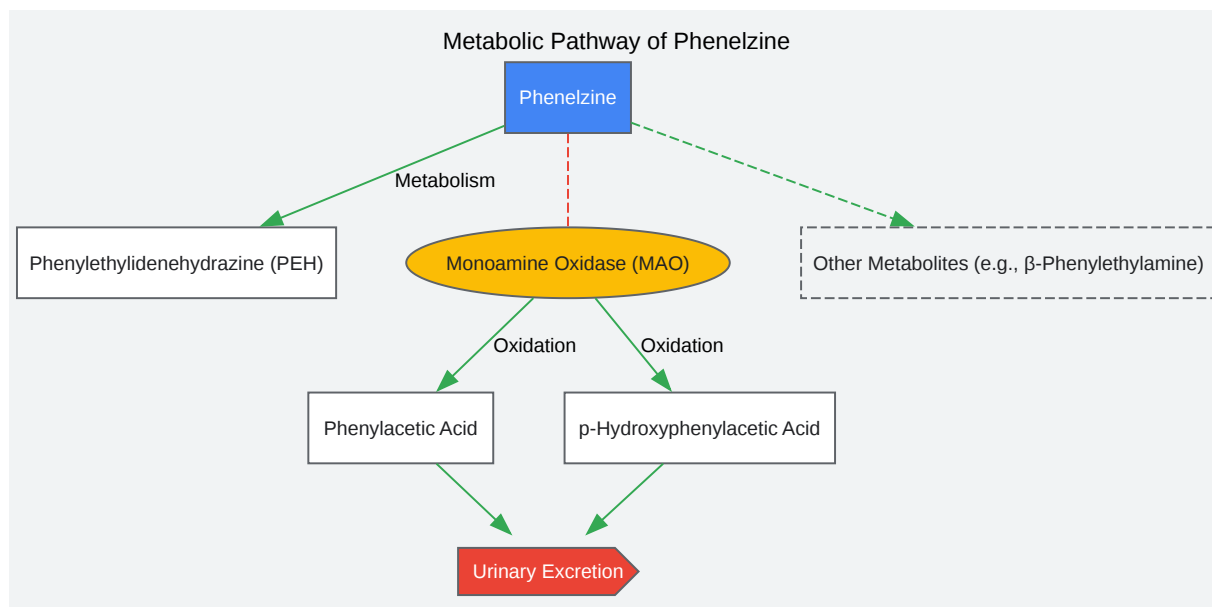 Metabolic Pathway of Phenelzine
Phenelzine
Metabolism
Phenylethylidenehydrazine (PEH)
Monoamine Oxidase (MAO)
Other Metabolites (e.g., β-Phenylethylamine)
Oxidation
Oxidation
Phenylacetic Acid
p-Hydroxyphenylacetic Acid
Urinary Excretion